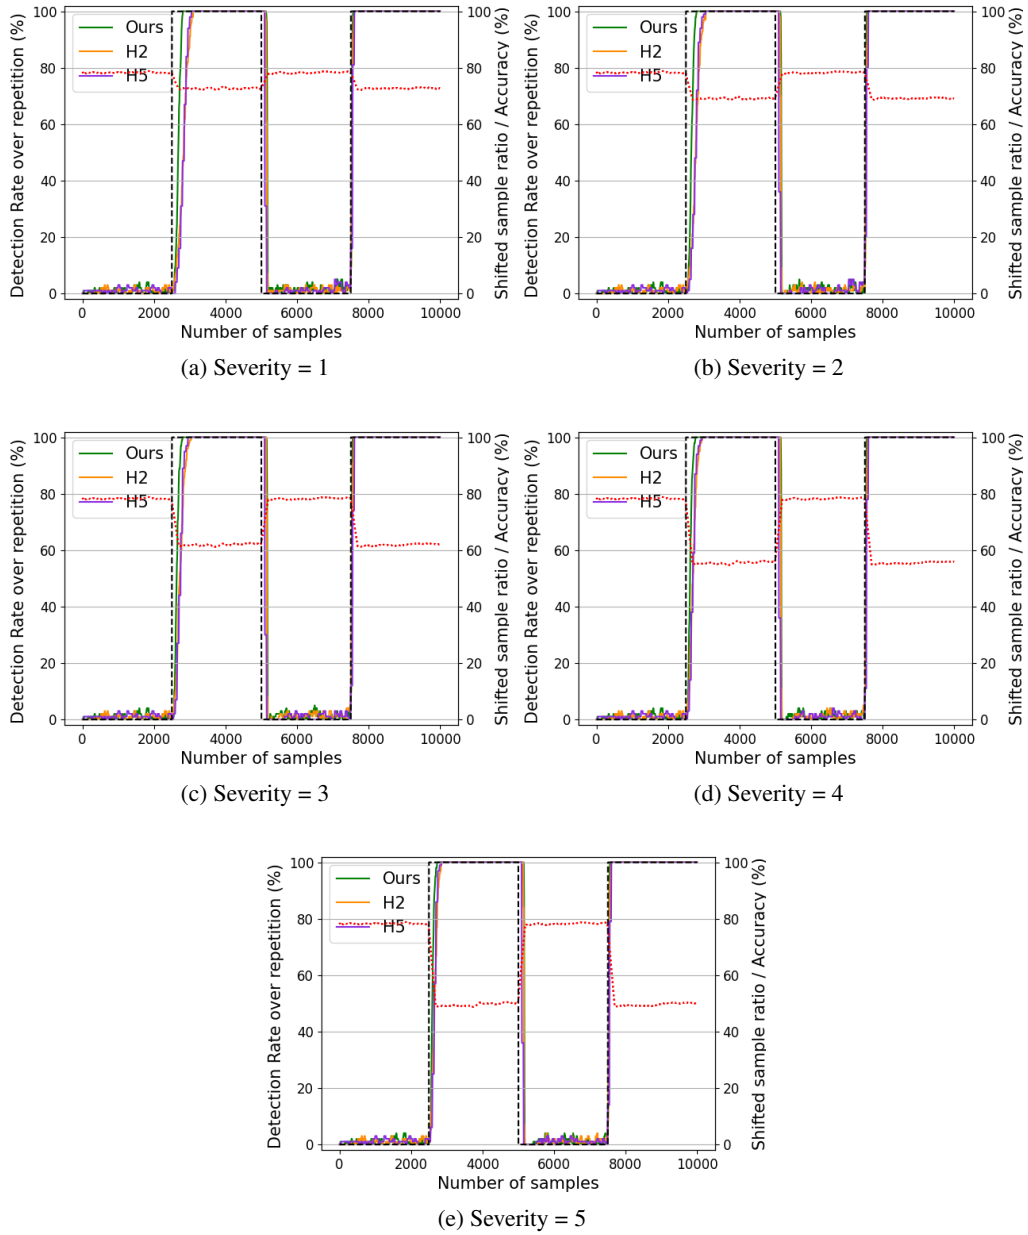 Detection Rate over repetition (%)
100
80
60
40
20
0
Ours
H2
H5
0 2000 4000 6000 8000 10000
Number of samples
100
80
60
40
20
0
Shifted sample ratio / Accuracy (%)
(a) Severity = 1
Detection Rate over repetition (%)
100
80
60
40
20
0
Ours
H2
H5
0 2000 4000 6000 8000 10000
Number of samples
100
80
60
40
20
0
Shifted sample ratio / Accuracy (%)
(b) Severity = 2
Detection Rate over repetition (%)
100
80
60
40
20
0
Ours
H2
H5
0 2000 4000 6000 8000 10000
Number of samples
100
80
60
40
20
0
Shifted sample ratio / Accuracy (%)
(c) Severity = 3
Detection Rate over repetition (%)
100
80
60
40
20
0
Ours
H2
H5
0 2000 4000 6000 8000 10000
Number of samples
100
80
60
40
20
0
Shifted sample ratio / Accuracy (%)
(d) Severity = 4
Detection Rate over repetition (%)
100
80
60
40
20
0
Ours
H2
H5
0 2000 4000 6000 8000 10000
Number of samples
100
80
60
40
20
0
Shifted sample ratio / Accuracy (%)
(e) Severity = 5